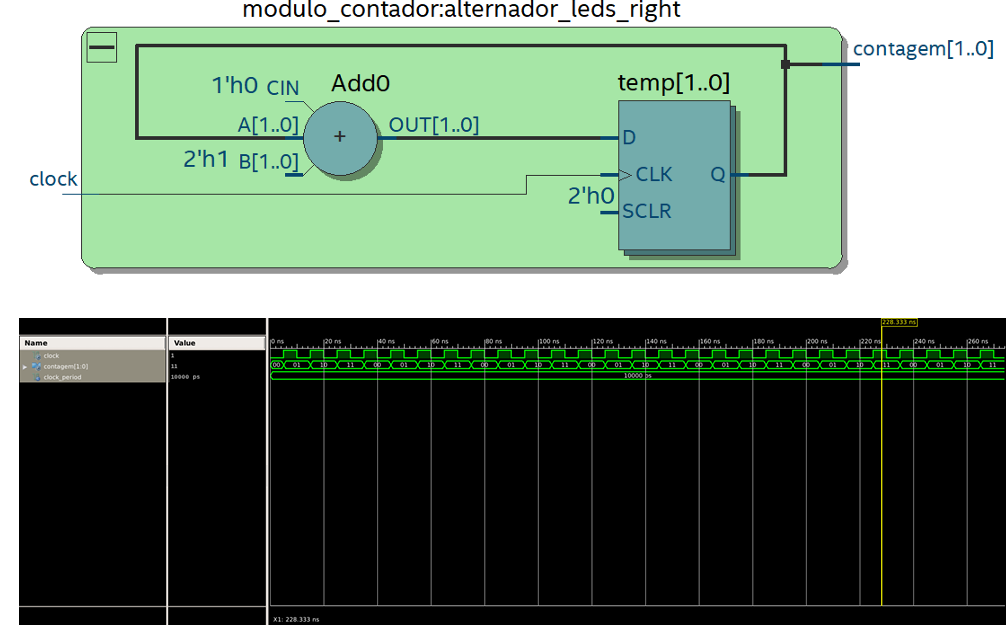 modulo_contador:alternador_leds_right
contagem[1..0]
1'h0 CIN Add0 temp[1..0]
A[1..0] + OUT[1..0] D
2'h1 B[1..0]
clock CLK Q
2'h0 SCLR
228.333 ns
Name Value 0 ns 20 ns 40 ns 60 ns 80 ns 100 ns 120 ns 140 ns 160 ns 180 ns 200 ns 220 ns 240 ns 260 ns
clock 1
contagem[1:0] 11 00 01 10 11 00 01 10 11 00 01 10 11 00 01 10 11 00 01 10 11 00 01 10 11 00 01 10 11
clock_period 10000 ps 10000 ps
X1: 228.333 ns